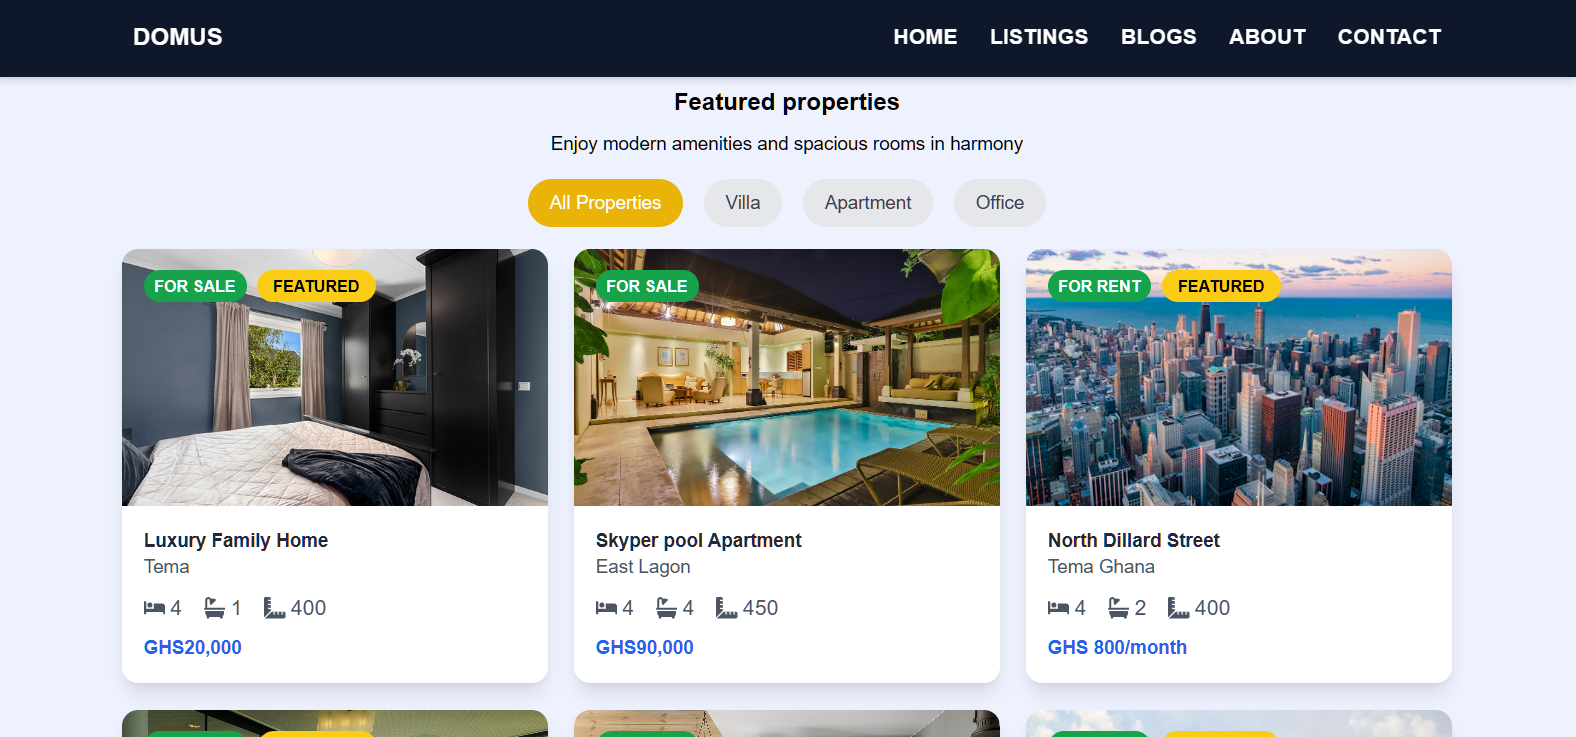 DOMUS
HOME LISTINGS BLOGS ABOUT CONTACT
Featured properties
Enjoy modern amenities and spacious rooms in harmony
All Properties Villa Apartment Office
FOR SALE FEATURED
Luxury Family Home
Tema
4 1 400
GHS20,000
FOR SALE
Skyper pool Apartment
East Lagon
4 4 450
GHS90,000
FOR RENT FEATURED
North Dillard Street
Tema Ghana
4 2 400
GHS 800/month